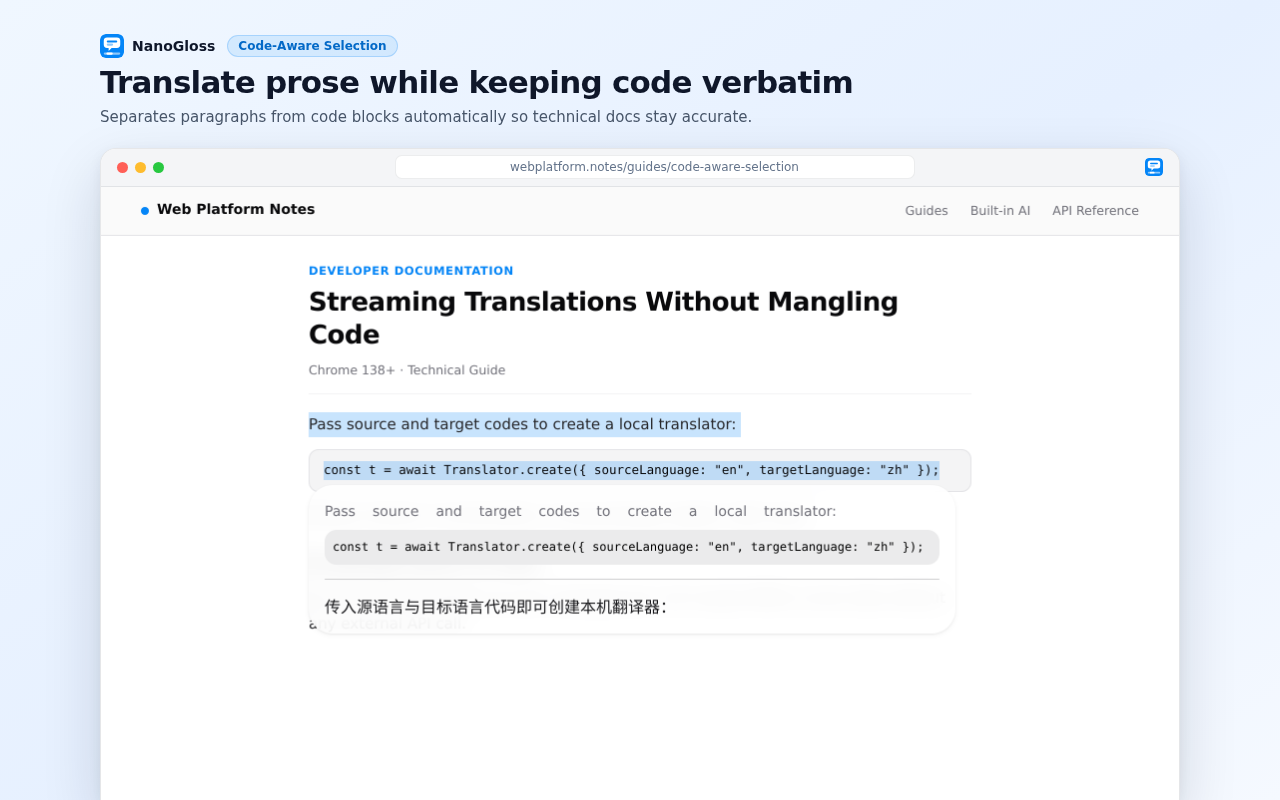 NanoGloss
Code-Aware Selection
Translate prose while keeping code verbatim
Separates paragraphs from code blocks automatically so technical docs stay accurate.
webplatform.notes/guides/code-aware-selection
Web Platform Notes
Guides
Built-in AI
API Reference
DEVELOPER DOCUMENTATION
Streaming Translations Without Mangling
Code
Chrome 138+ · Technical Guide
Pass source and target codes to create a local translator:
const t = await Translator.create({ sourceLanguage: "en", targetLanguage: "zh" });
Pass source and target codes to create a local translator:
const t = await Translator.create({ sourceLanguage: "en", targetLanguage: "zh" });
传入源语言与目标语言代码即可创建本机翻译器：
any external API call.